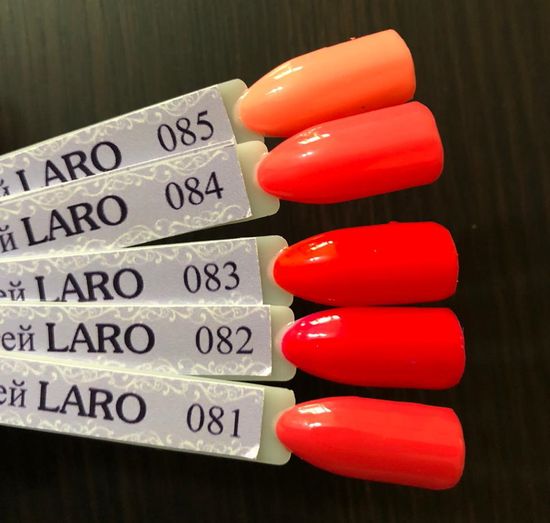 й LARO 085
й LARO 084
ей LARO 083
ей LARO 082
ей LARO 081